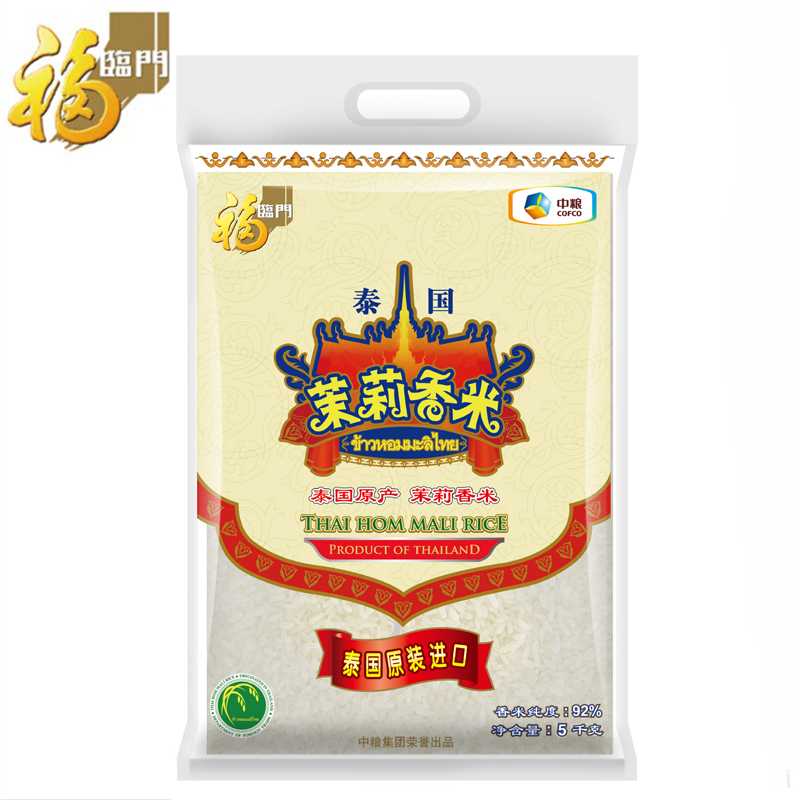 福臨門
福臨門
中粮
COFCO
泰国
茉莉香米
ข้าวหอมมะลิไทย
泰国原产 茉莉香米
THAI HOM MALI RICE
PRODUCT OF THAILAND
泰国原装进口
香米纯度:92%
净含量:5千克
中粮集团荣誉出品